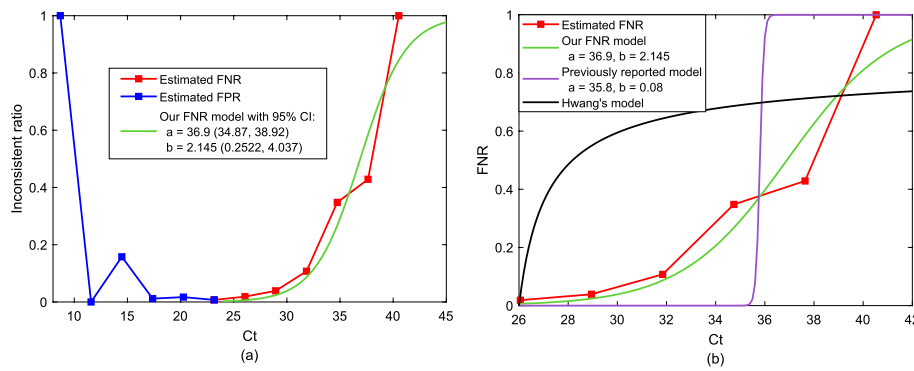 1
0.8
0.6
0.4
0.2
0
Inconsistent ratio
10 15 20 25 30 35 40 45
Ct
(a)
Estimated FNR
Estimated FPR
Our FNR model with 95% CI:
a = 36.9 (34.87, 38.92)
b = 2.145 (0.2522, 4.037)
1
0.8
0.6
0.4
0.2
0
FNR
26 28 30 32 34 36 38 40 42
Ct
(b)
Estimated FNR
Our FNR model
a = 36.9, b = 2.145
Previously reported model
a = 35.8, b = 0.08
Hwang's model